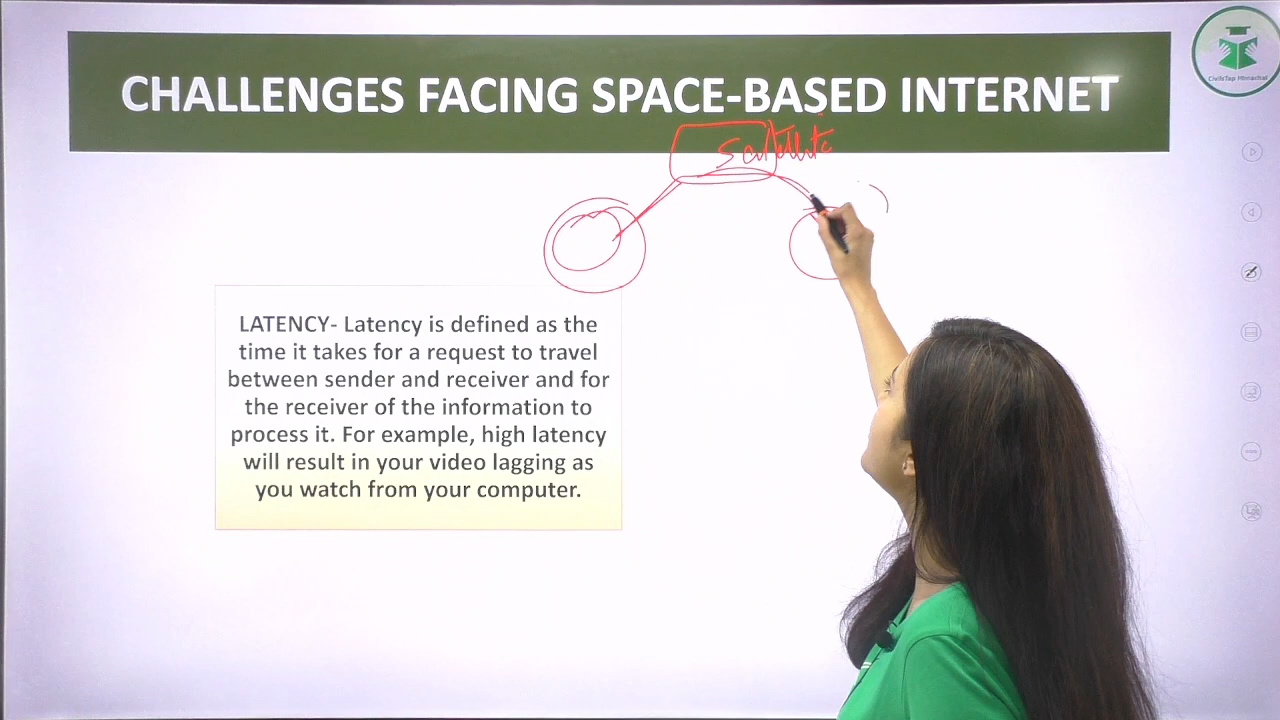 CHALLENGES FACING SPACE-BASED INTERNET
CivilsTap Himachal
Satellite
LATENCY- Latency is defined as the
time it takes for a request to travel
between sender and receiver and for
the receiver of the information to
process it. For example, high latency
will result in your video lagging as
you watch from your computer.